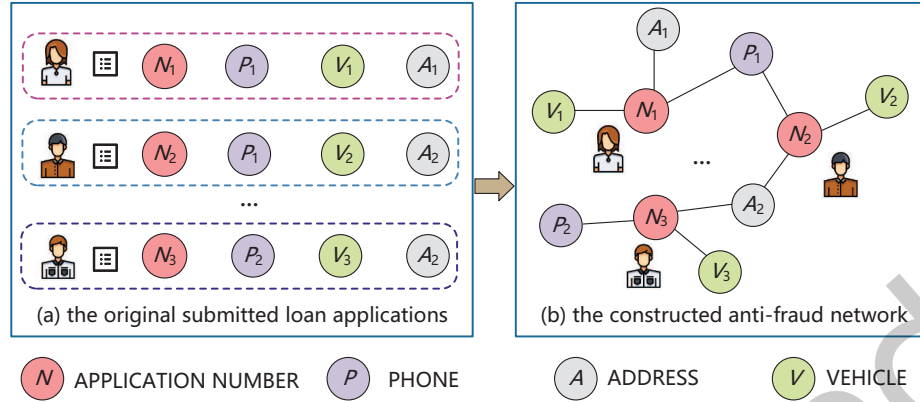 N1 P1 V1 A1
N2 P1 V2 A2
...
N3 P2 V3 A2
(a) the original submitted loan applications
A1
P1
V1 N1 V2
N2
...
P2 N3 A2
V3
(b) the constructed anti-fraud network
N APPLICATION NUMBER P PHONE A ADDRESS V VEHICLE